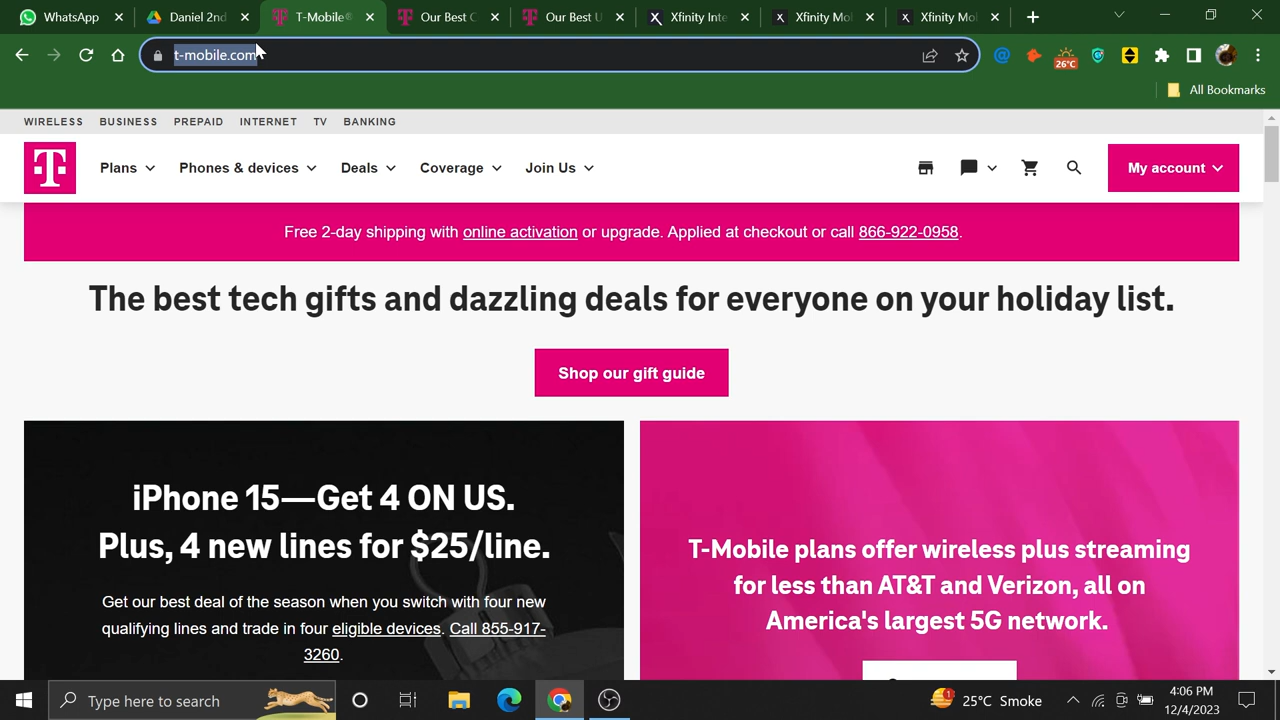 WhatsApp
Daniel 2nd
T-Mobile®
Our Best C
Our Best U
Xfinity Inte
Xfinity Mo
Xfinity Mo
t-mobile.com
26°C
All Bookmarks
WIRELESS BUSINESS PREPAID INTERNET TV BANKING
Plans Phones & devices Deals Coverage Join Us
My account
Free 2-day shipping with online activation or upgrade. Applied at checkout or call 866-922-0958.
The best tech gifts and dazzling deals for everyone on your holiday list.
Shop our gift guide
iPhone 15—Get 4 ON US.
Plus, 4 new lines for $25/line.
Get our best deal of the season when you switch with four new
qualifying lines and trade in four eligible devices. Call 855-917-
3260.
T-Mobile plans offer wireless plus streaming
for less than AT&T and Verizon, all on
America's largest 5G network.
Type here to search
1
25°C Smoke
4:06 PM
12/4/2023